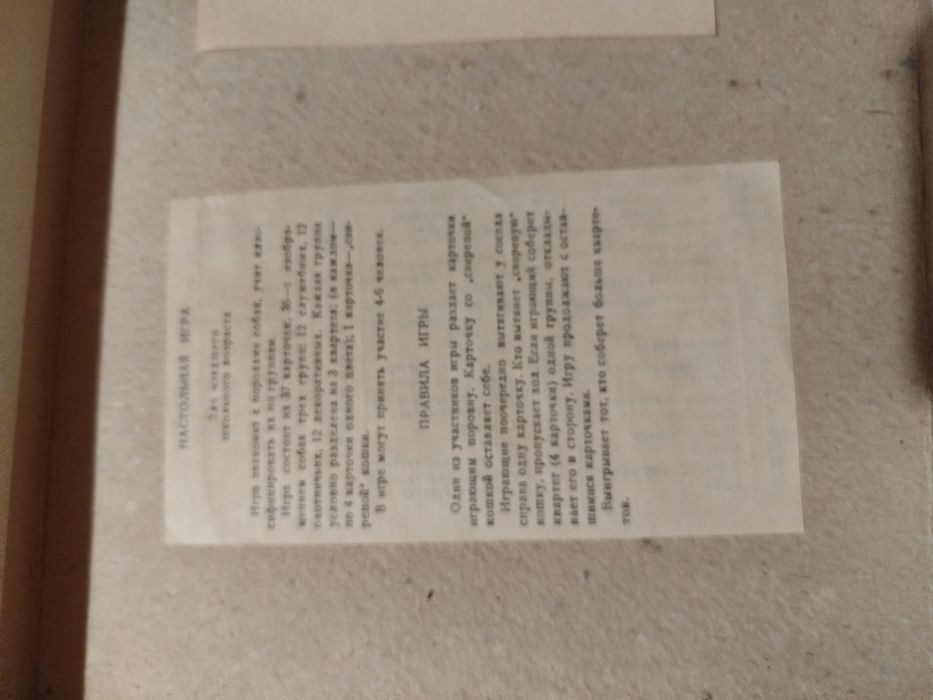 НАСТОЛЬНАЯ ИГРА
Для младшего
школьного возраста
Игра знакомит с породами собак, учит клас-
сифицировать их по группам.
Игра состоит из 37 карточек. 36—с изобра-
жением собак трех групп: 12 служебных, 12
охотничьих, 12 декоративных. Каждая группа
условно разделена на 3 квартета; (в каждом—
по 4 карточки одного цвета); 1 карточка—„сви-
репой“ кошки.
В игре могут принять участие 4-6 человек.
ПРАВИЛА ИГРЫ
Один из участников игры раздает карточки
играющим поровну. Карточку со „свирепой“
кошкой оставляет себе.
Играющие поочередно вытягивают у соседа
справа одну карточку. Кто вытянет „свирепую“
кошку, пропускает ход. Если играющий соберет
квартет (4 карточки) одной группы, откладыв-
вает его в сторону. Игру продолжают с остав-
шимися карточками.
Выигрывает тот, кто соберет больше кварте-
тов.